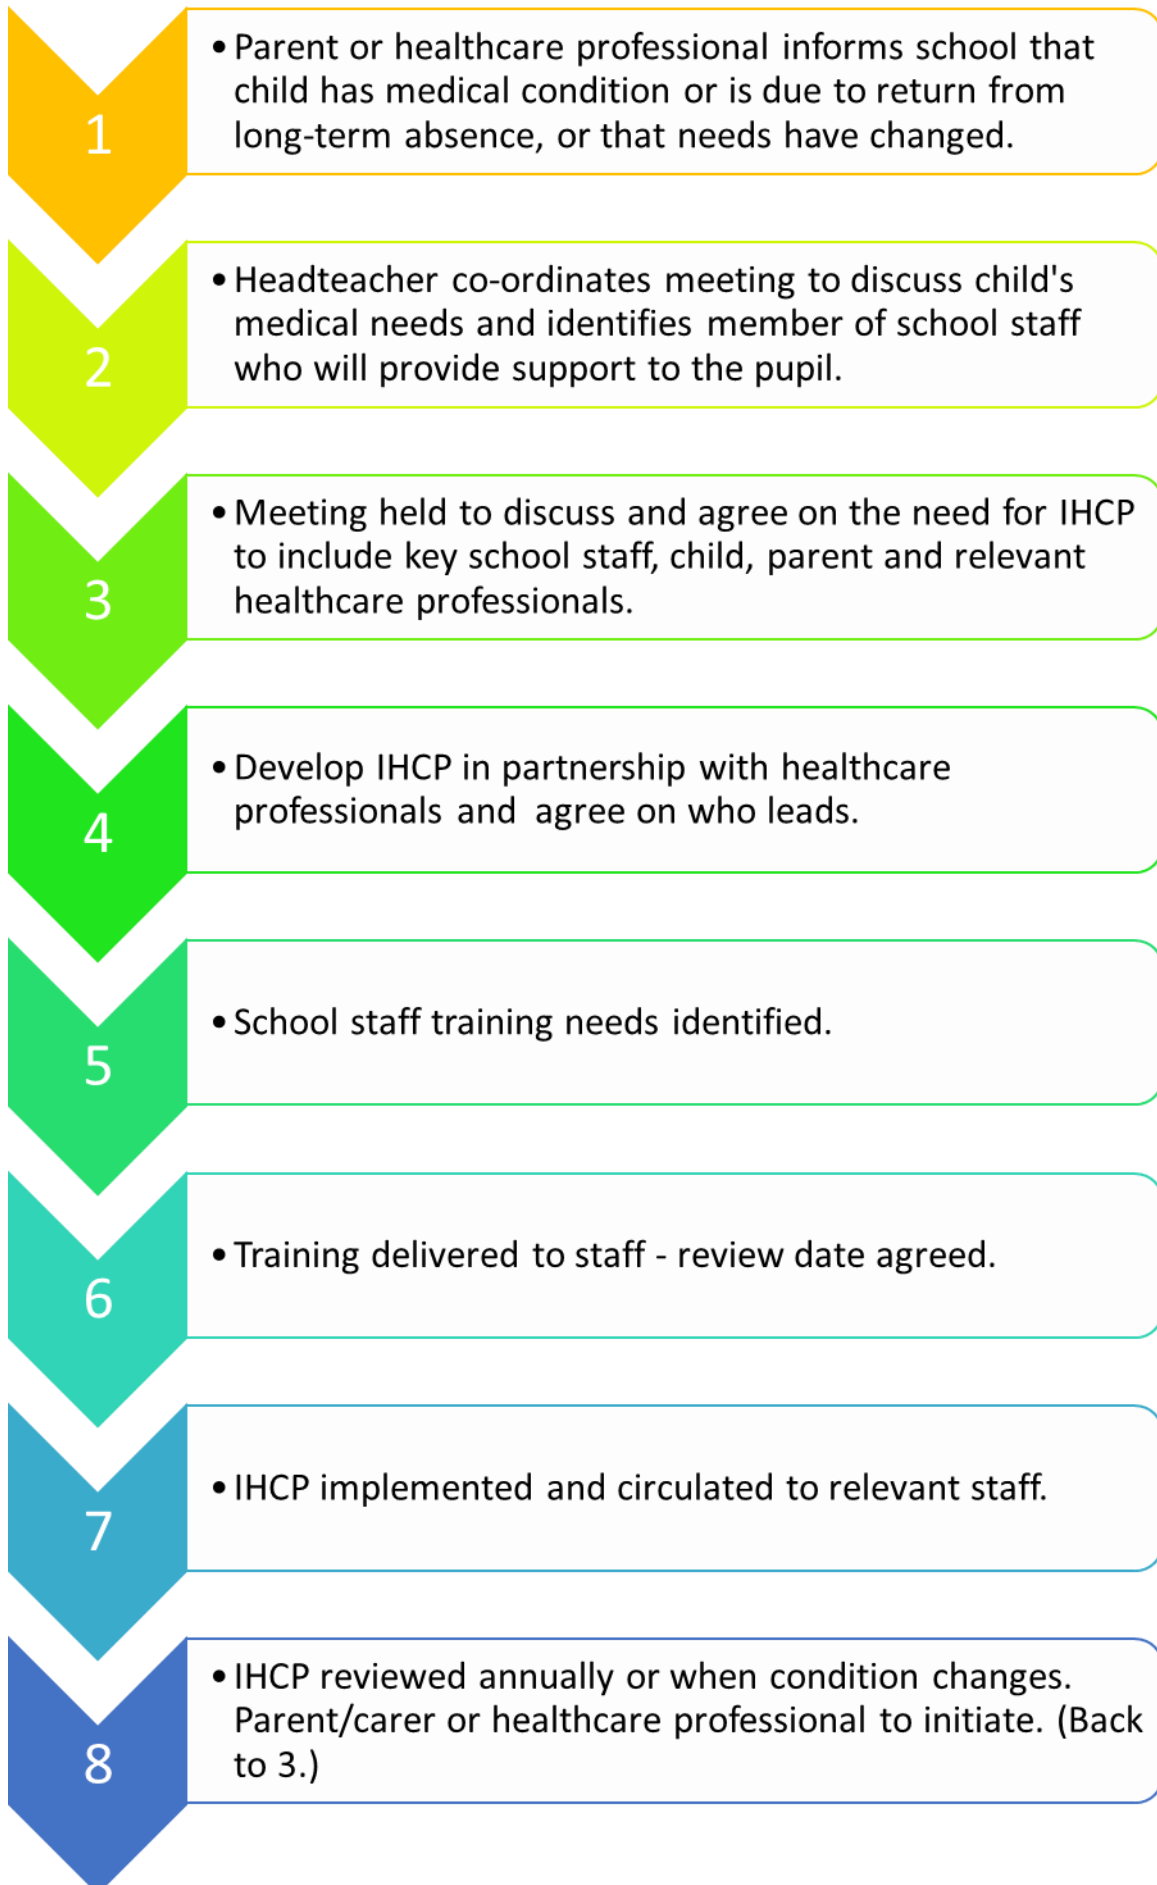 1
• Parent or healthcare professional informs school that
child has medical condition or is due to return from
long-term absence, or that needs have changed.
2
• Headteacher co-ordinates meeting to discuss child's
medical needs and identifies member of school staff
who will provide support to the pupil.
3
• Meeting held to discuss and agree on the need for IHCP
to include key school staff, child, parent and relevant
healthcare professionals.
4
• Develop IHCP in partnership with healthcare
professionals and  agree on who leads.
5
• School staff training needs identified.
6
• Training delivered to staff - review date agreed.
7
• IHCP implemented and circulated to relevant staff.
8
• IHCP reviewed annually or when condition changes.
Parent/carer or healthcare professional to initiate. (Back
to 3.)